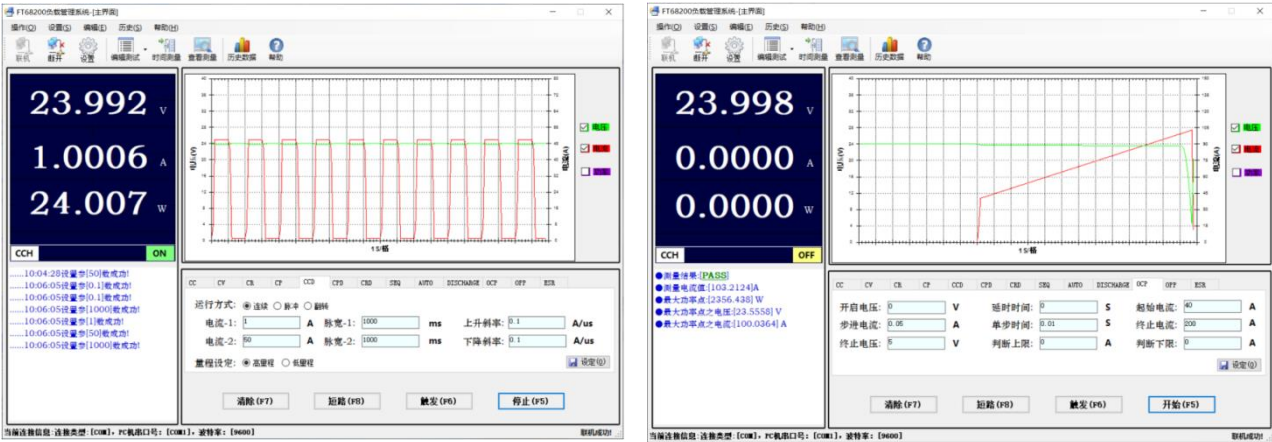 FT68200负载管理系统-[主界面]
操作(O) 设置(S) 编辑(E) 历史(S) 帮助(H)
联机 断开 设置 编辑测试 时间测量 查看测量 历史数据 帮助
23.992 V
1.0006 A
24.007 W
CCH ON
电压(V)
电流(A)
1S/格
电压
电流
......10:04:28设置参[50]数成功!
......10:06:05设置参[0.1]数成功!
......10:06:05设置参[0.1]数成功!
......10:06:05设置参[1000]数成功!
......10:06:05设置参[1]数成功!
......10:06:05设置参[50]数成功!
......10:06:05设置参[1000]数成功!
CC CV CR CP CCD CPD CRD SEQ AUTO DISCHARGE OCP OPP ESR
运行方式: 连续 脉冲 翻转
电流-1: 1 A 脉宽-1: 1000 ms 上升斜率: 0.1 A/us
电流-2: 50 A 脉宽-2: 1000 ms 下降斜率: 0.1 A/us
量程设定: 高量程 低量程
设定(Q)
清除(F7) 短路(F8) 触发(F6) 停止(F5)
当前连接信息:连接类型:[COM], PC机串口号: [COM1], 波特率: [9600] 联机成功!
FT68200负载管理系统-[主界面]
操作(O) 设置(S) 编辑(E) 历史(S) 帮助(H)
联机 断开 设置 编辑测试 时间测量 查看测量 历史数据 帮助
23.998 V
0.0000 A
0.0000 W
CCH OFF
电压(V)
电流(A)
1S/格
电压
电流
●测量结果:[PASS]
●测量电流值:[103.2124]A
●最大功率点:[2356.438] W
●最大功率点之电压:[23.5558] V
●最大功率点之电流:[100.0364] A
CC CV CR CP CCD CPD CRD SEQ AUTO DISCHARGE OCP OPP ESR
开启电压: 0 V 延时时间: 0 S 起始电流: 40 A
步进电流: 0.05 A 单步时间: 0.01 S 终止电流: 200 A
终止电压: 5 V 判断上限: 0 A 判断下限: 0 A
设定(Q)
清除(F7) 短路(F8) 触发(F6) 开始(F5)
当前连接信息:连接类型:[COM], PC机串口号: [COM1], 波特率: [9600] 联机成功!